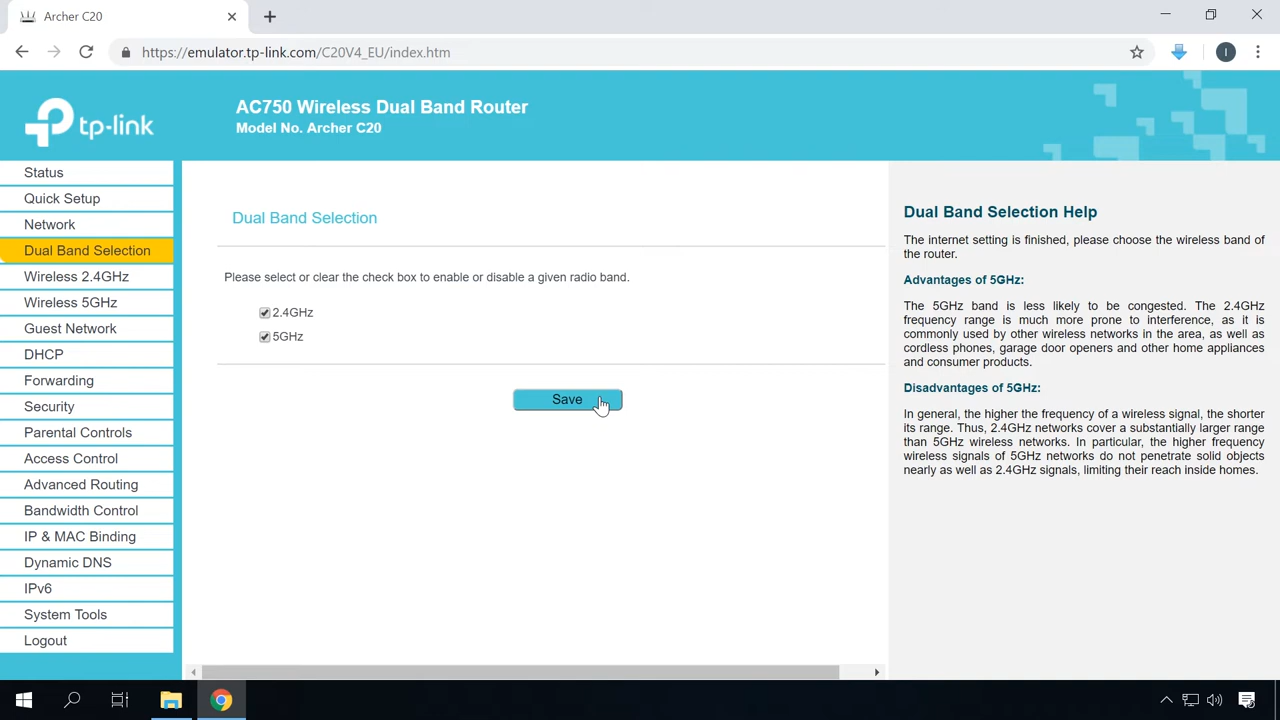 Archer C20
https://emulator.tp-link.com/C20V4_EU/index.htm
I
tp-link
AC750 Wireless Dual Band Router
Model No. Archer C20
Status
Quick Setup
Network
Dual Band Selection
Wireless 2.4GHz
Wireless 5GHz
Guest Network
DHCP
Forwarding
Security
Parental Controls
Access Control
Advanced Routing
Bandwidth Control
IP & MAC Binding
Dynamic DNS
IPv6
System Tools
Logout
Dual Band Selection
Please select or clear the check box to enable or disable a given radio band.
2.4GHz
5GHz
Save
Dual Band Selection Help
The internet setting is finished, please choose the wireless band of
the router.
Advantages of 5GHz:
The 5GHz band is less likely to be congested. The 2.4GHz
frequency range is much more prone to interference, as it is
commonly used by other wireless networks in the area, as well as
cordless phones, garage door openers and other home appliances
and consumer products.
Disadvantages of 5GHz:
In general, the higher the frequency of a wireless signal, the shorter
its range. Thus, 2.4GHz networks cover a substantially larger range
than 5GHz wireless networks. In particular, the higher frequency
wireless signals of 5GHz networks do not penetrate solid objects
nearly as well as 2.4GHz signals, limiting their reach inside homes.